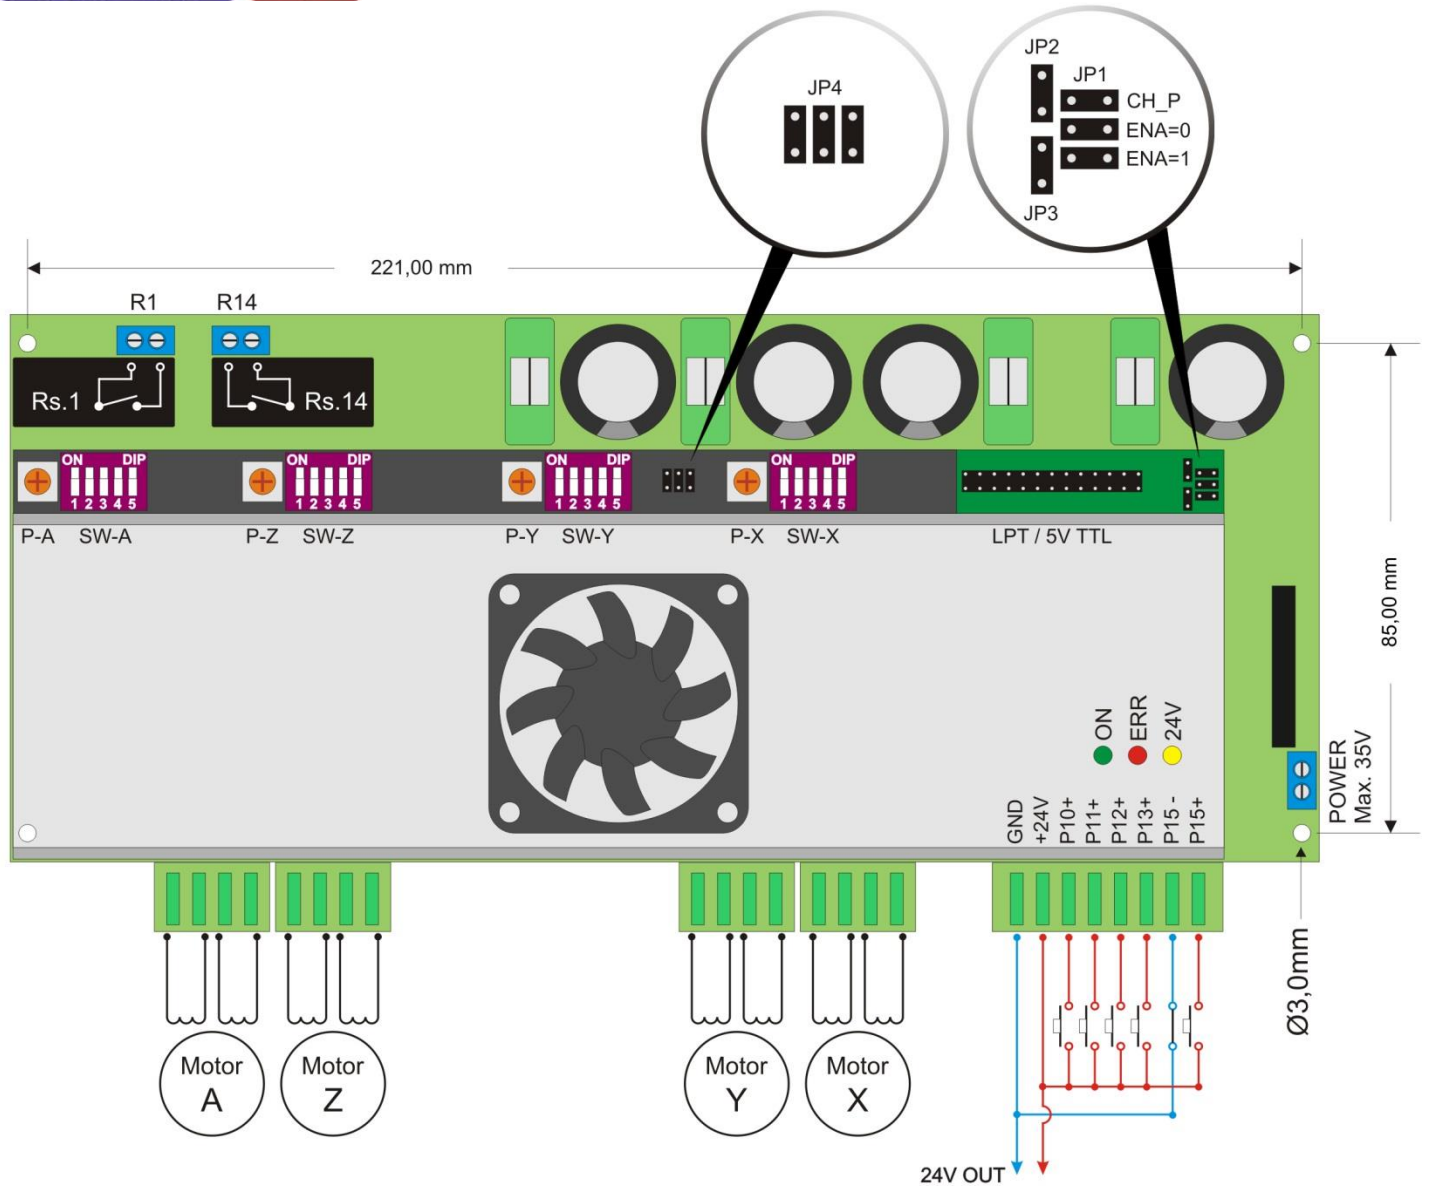 JP2
JP1
JP4
CH_P
ENA=0
ENA=1
JP3
221,00 mm
R1
R14
Rs.1
Rs.14
ON DIP
1 2 3 4 5
ON DIP
1 2 3 4 5
ON DIP
1 2 3 4 5
ON DIP
1 2 3 4 5
P-A
SW-A
P-Z
SW-Z
P-Y
SW-Y
P-X
SW-X
LPT / 5V TTL
85,00 mm
ON
ERR
24V
POWER
Max. 35V
GND
+24V
P10+
P11+
P12+
P13+
P15 -
P15+
Ø3,0mm
Motor
A
Motor
Z
Motor
Y
Motor
X
24V OUT